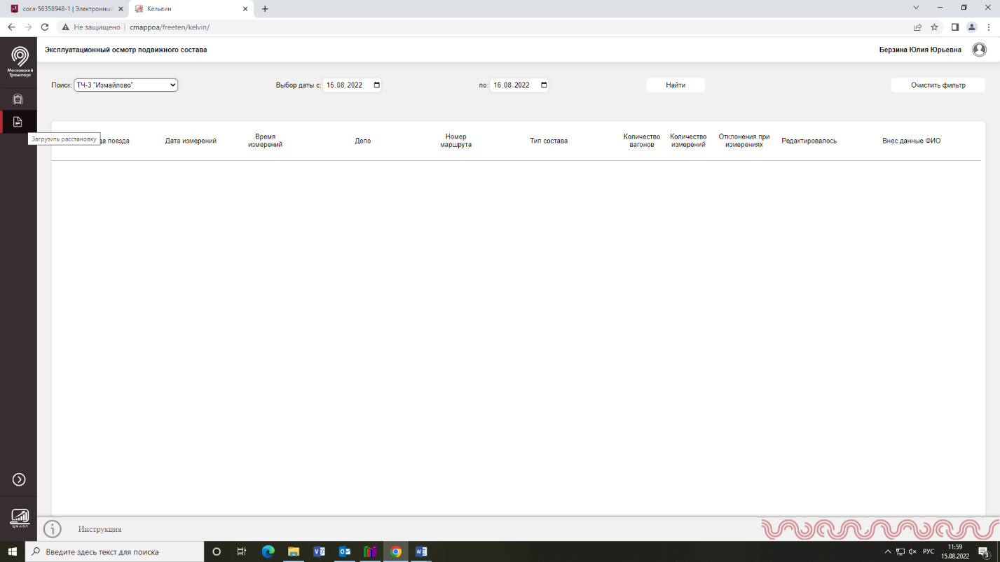 согл-56358948-1 | Электронный
Кельвин
Не защищено
cmappoa/freeten/kelvin/
Московский
Транспорт
Эксплуатационный осмотр подвижного состава
Берзина Юлия Юрьевна
Поиск:
ТЧ-3 "Измайлово"
Выбор даты с:
15.08.2022
по:
16.08.2022
Найти
Очистить фильтр
Загрузить расстановку
поезда
Дата измерений
Время
измерений
Депо
Номер
маршрута
Тип состава
Количество
вагонов
Количество
измерений
Отклонения при
измерениях
Редактировалось
Внес данные ФИО
ЦМАПП
Инструкция
Введите здесь текст для поиска
РУС
11:59
15.08.2022
3